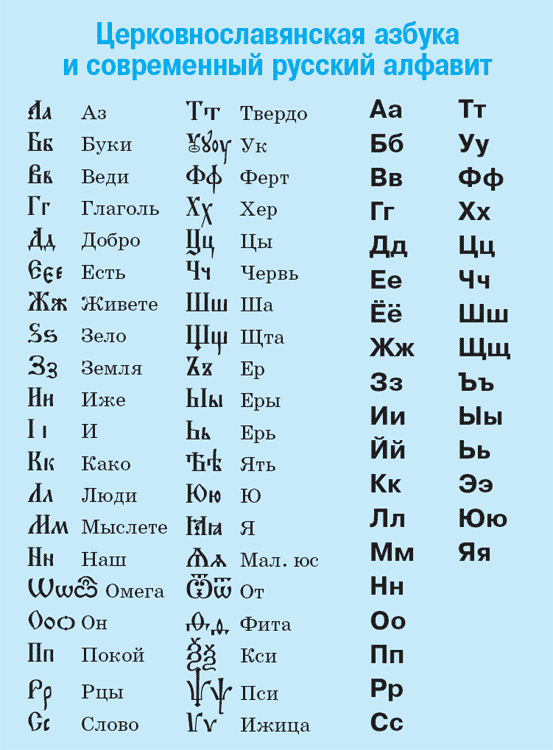 Церковнославянская азбука
и современный русский алфавит
Аа Аз
Бб Буки
Вв Веди
Гг Глаголь
Дд Добро
Єєе Есть
Жж Живете
Ѕѕ Зело
Зз Земля
Ии Иже
Іı И
Кк Како
Лл Люди
Мм Мыслете
Нн Наш
Ѡѡѽ Омега
Ооѻ Он
Пп Покой
Рр Рцы
Сс Слово
Тт Твердо
Ꙋꙋоу Ук
Фф Ферт
Хх Хер
Цц Цы
Чч Червь
Шш Ша
Щщ Щта
Ъъ Ер
Ыы Еры
Ьь Ерь
Ѣѣ Ять
Юю Ю
Ꙗꙗ Я
Ѧѧ Мал. юс
Ѿѿ От
Ѳѳ Фита
Ѯѯ Кси
Ѱѱ Пси
Ѵѵ Ижица
Аа
Бб
Вв
Гг
Дд
Ее
Ёё
Жж
Зз
Ии
Йй
Кк
Лл
Мм
Нн
Оо
Пп
Рр
Сс
Тт
Уу
Фф
Хх
Цц
Чч
Шш
Щщ
Ъъ
Ыы
Ьь
Ээ
Юю
Яя